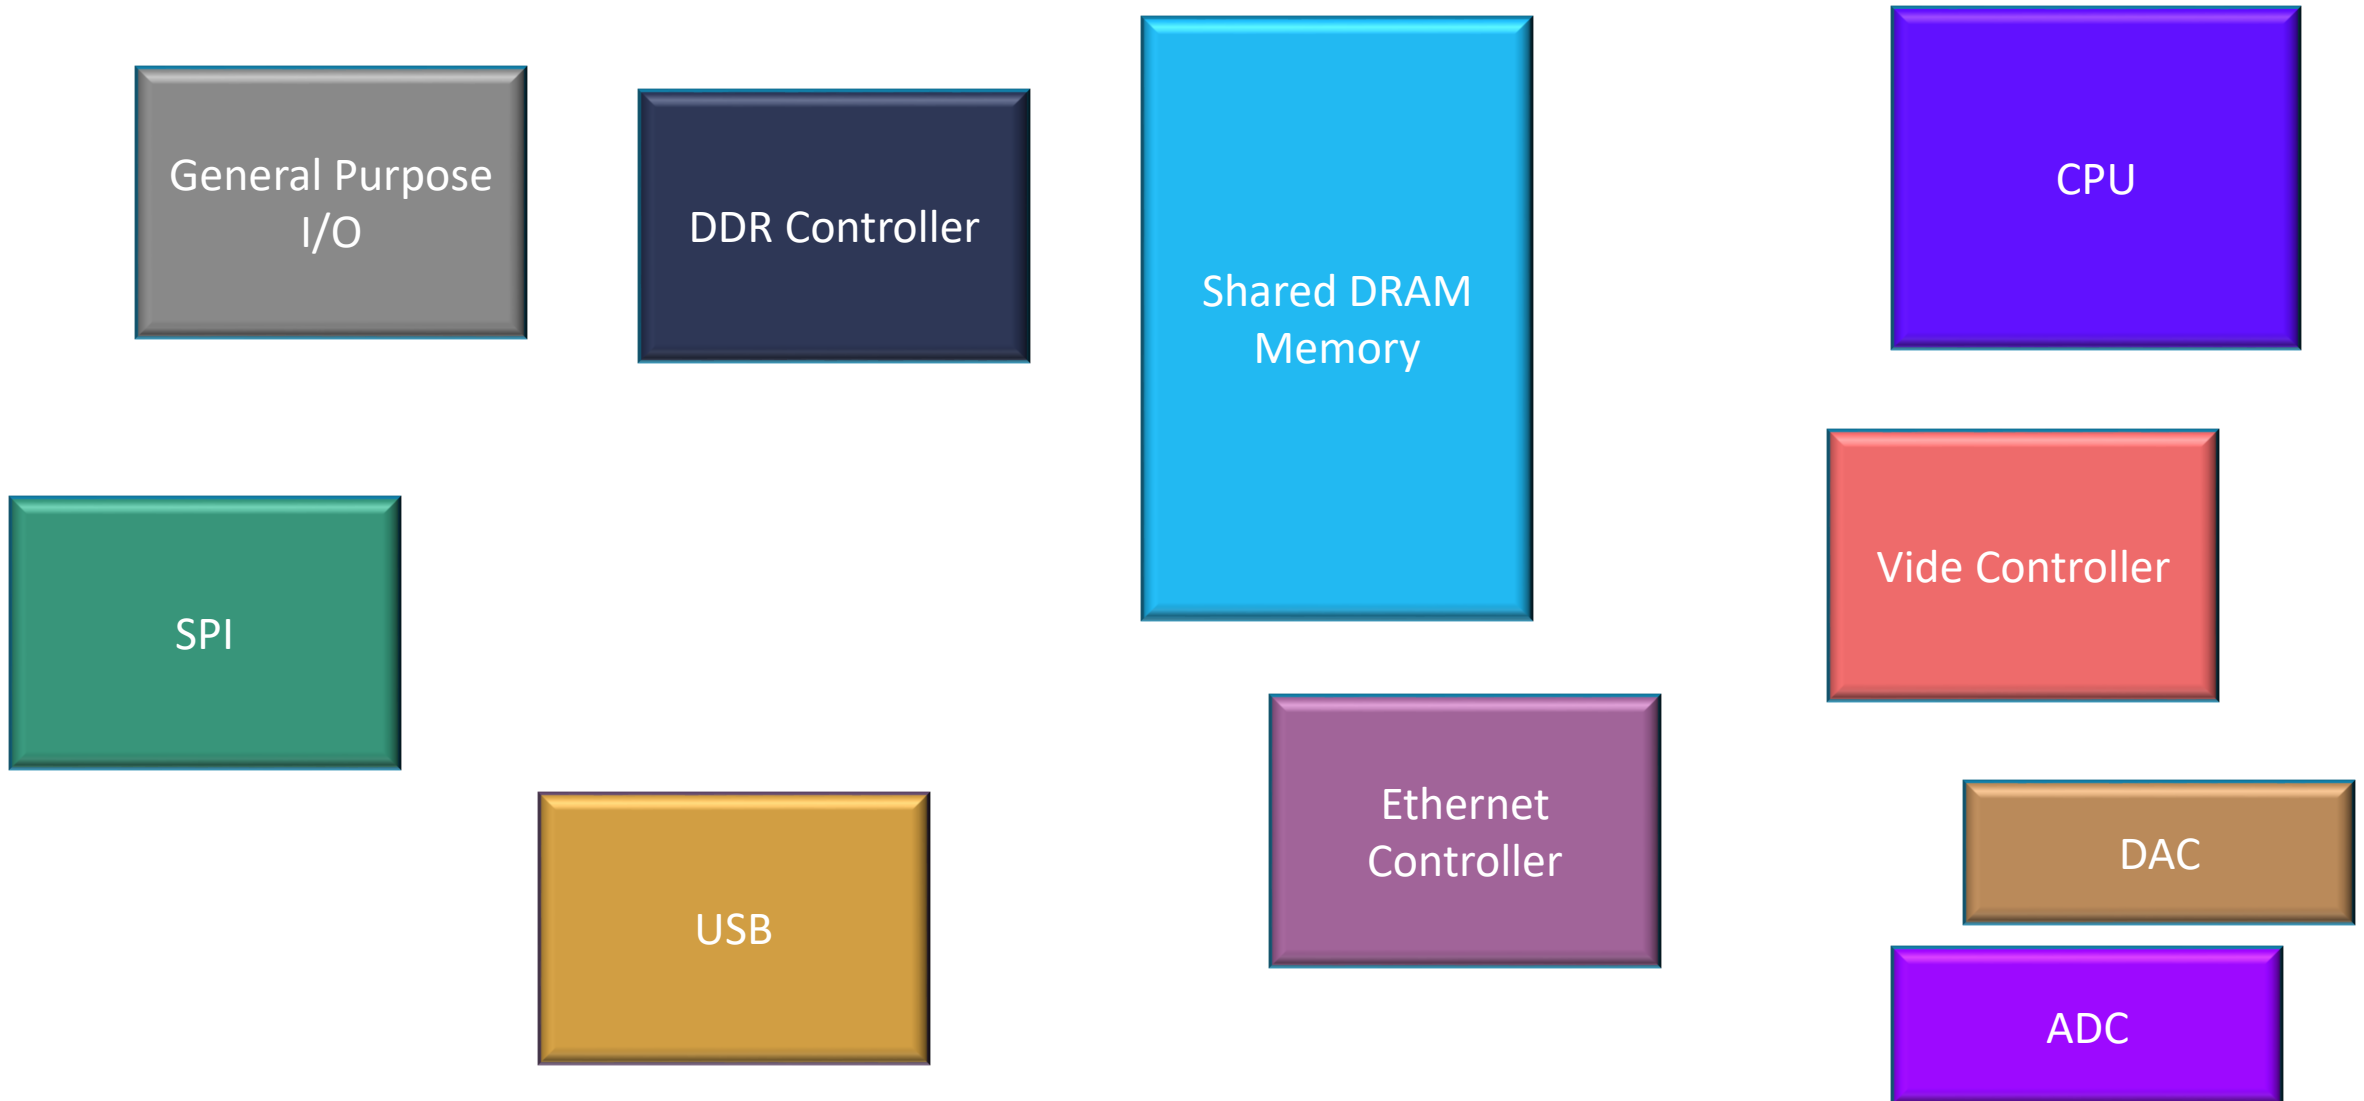 General Purpose
I/O
DDR Controller
Shared DRAM
Memory
CPU
Vide Controller
SPI
Ethernet
Controller
USB
DAC
ADC